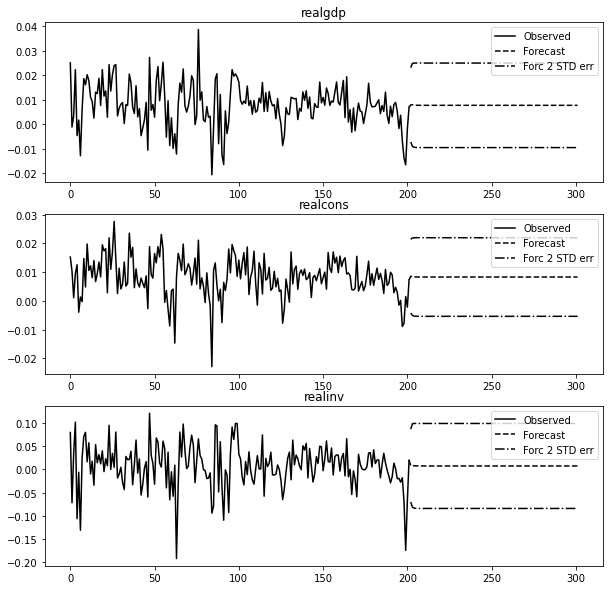 realgdp
0.04
0.03
0.02
0.01
0.00
−0.01
−0.02
Observed
Forecast
Forc 2 STD err
0 50 100 150 200 250 300
realcons
0.03
0.02
0.01
0.00
−0.01
−0.02
Observed
Forecast
Forc 2 STD err
0 50 100 150 200 250 300
realinv
0.10
0.05
0.00
−0.05
−0.10
−0.15
−0.20
Observed
Forecast
Forc 2 STD err
0 50 100 150 200 250 300